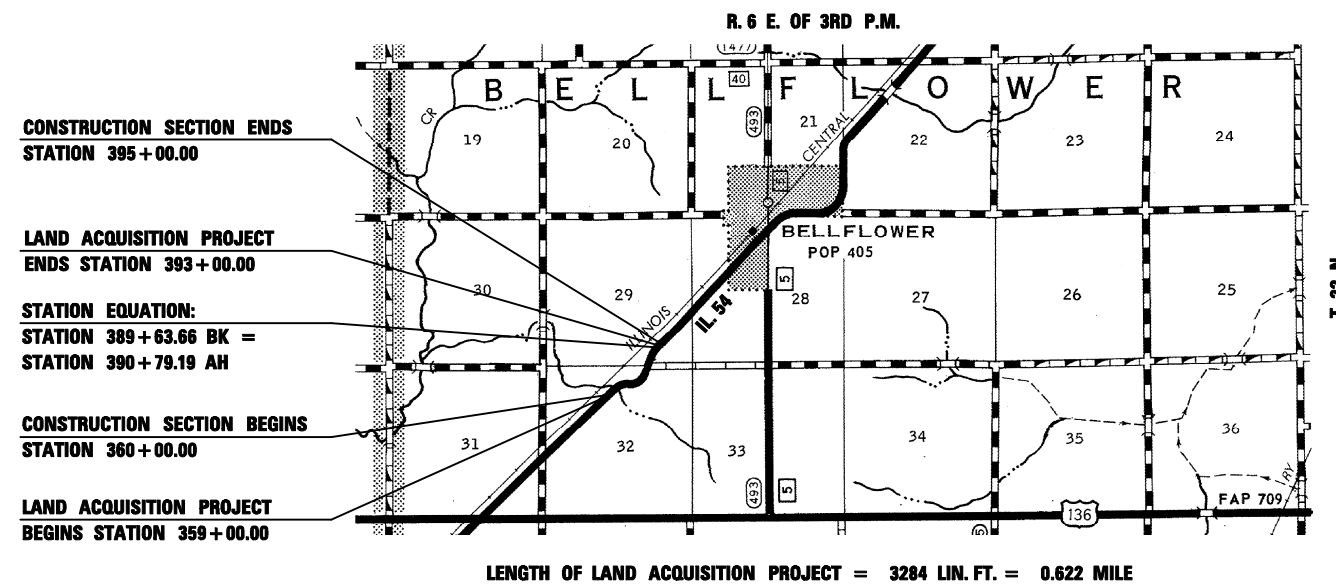 R. 6 E. OF 3RD P.M.
B E L L F L O W E R
40
493
21
22
23
24
19
20
CR
CENTRAL
CONSTRUCTION SECTION ENDS
STATION 395+00.00
5
BELLFLOWER
POP 405
LAND ACQUISITION PROJECT
ENDS STATION 393+00.00
30
29
28
27
26
25
5
IL. 54
ILLINOIS
STATION EQUATION:
STATION 389+63.66 BK =
STATION 390+79.19 AH
CONSTRUCTION SECTION BEGINS
STATION 360+00.00
31
32
33
34
35
36
493
5
RY
FAP 709
136
LAND ACQUISITION PROJECT
BEGINS STATION 359+00.00
LENGTH OF LAND ACQUISITION PROJECT = 3284 LIN. FT. = 0.622 MILE